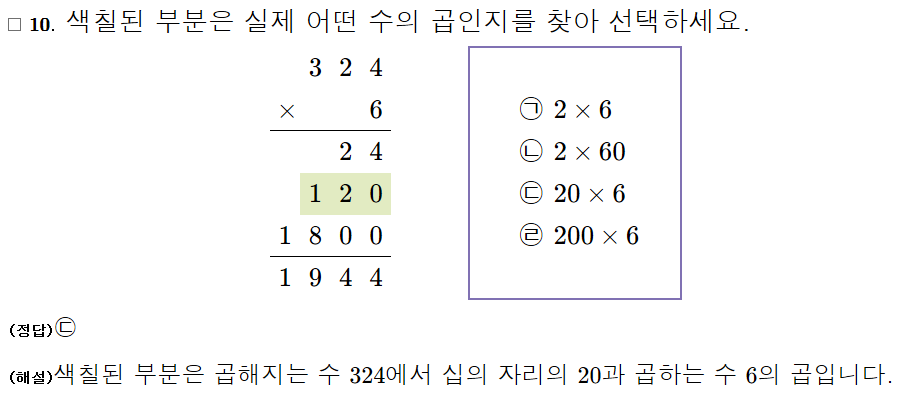 □ 10. 색칠된 부분은 실제 어떤 수의 곱인지를 찾아 선택하세요.
3 2 4
× 6
2 4
1 2 0
1 8 0 0
1 9 4 4
㉠ 2 × 6
㉡ 2 × 60
㉢ 20 × 6
㉣ 200 × 6
(정답)㉢
(해설)색칠된 부분은 곱해지는 수 324에서 십의 자리의 20과 곱하는 수 6의 곱입니다.